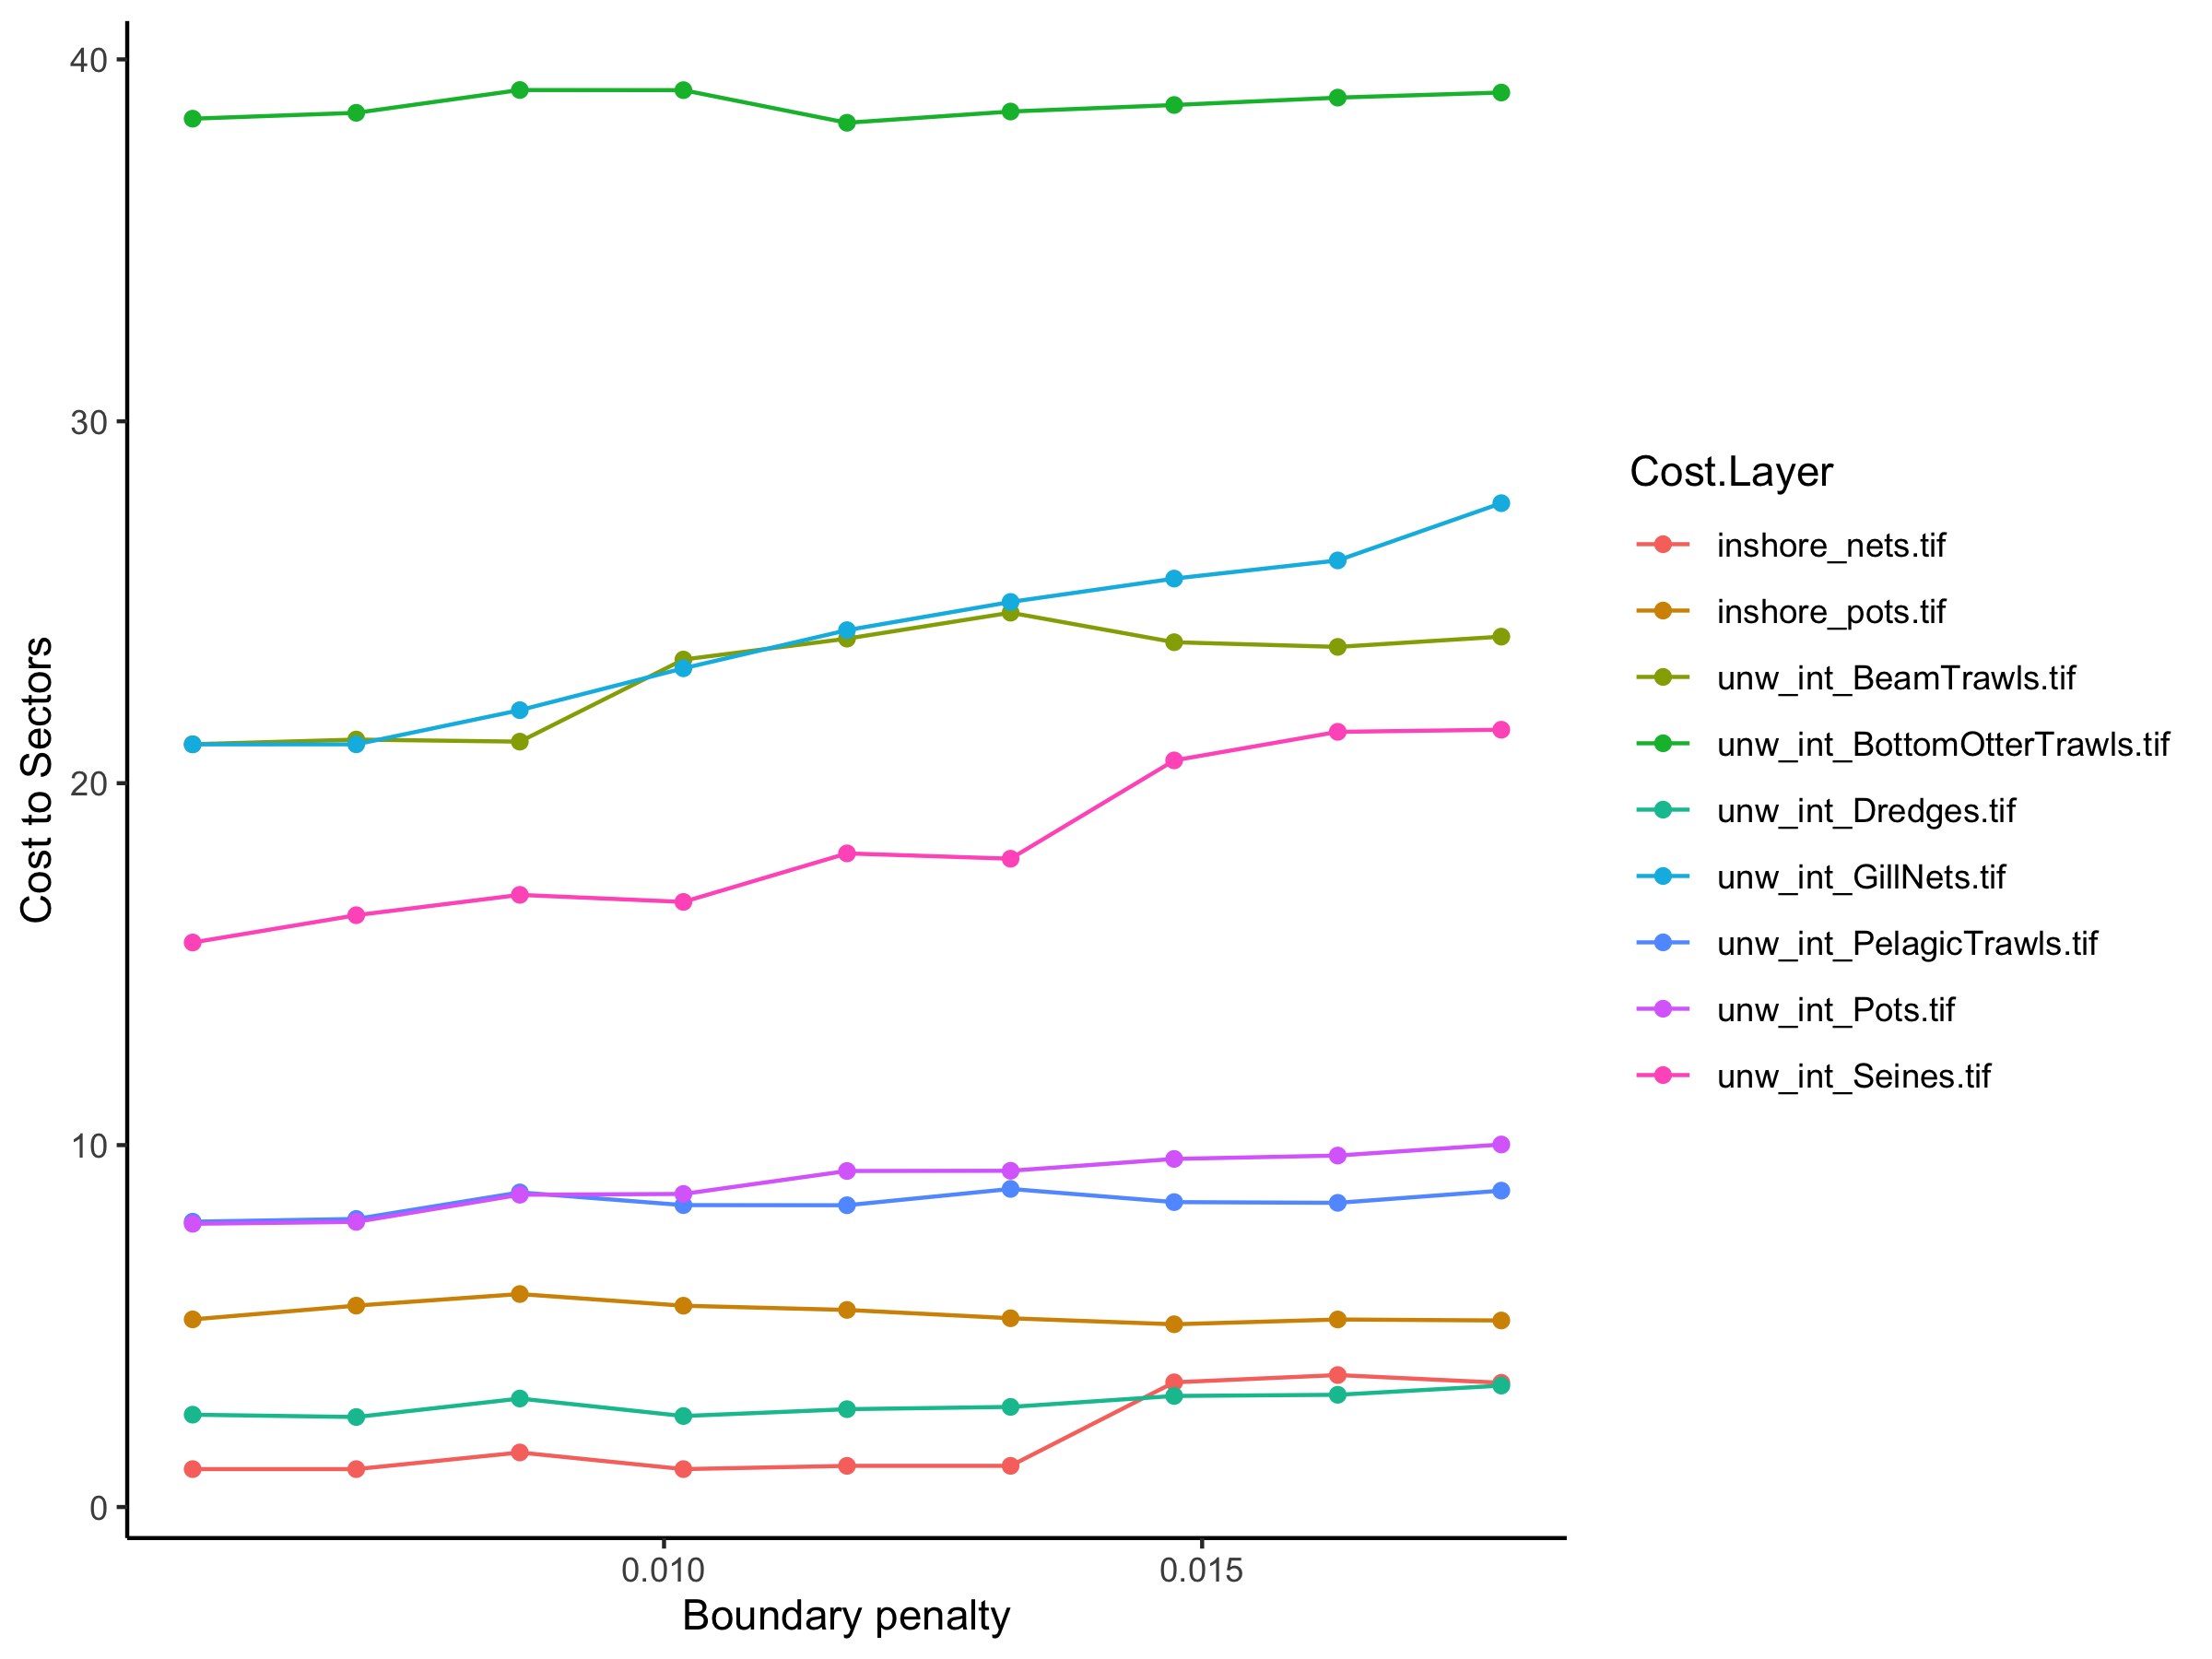 Cost to Sectors
40
30
20
10
0
0.010
0.015
Boundary penalty
Cost.Layer
inshore_nets.tif
inshore_pots.tif
unw_int_BeamTrawls.tif
unw_int_BottomOtterTrawls.tif
unw_int_Dredges.tif
unw_int_GillNets.tif
unw_int_PelagicTrawls.tif
unw_int_Pots.tif
unw_int_Seines.tif